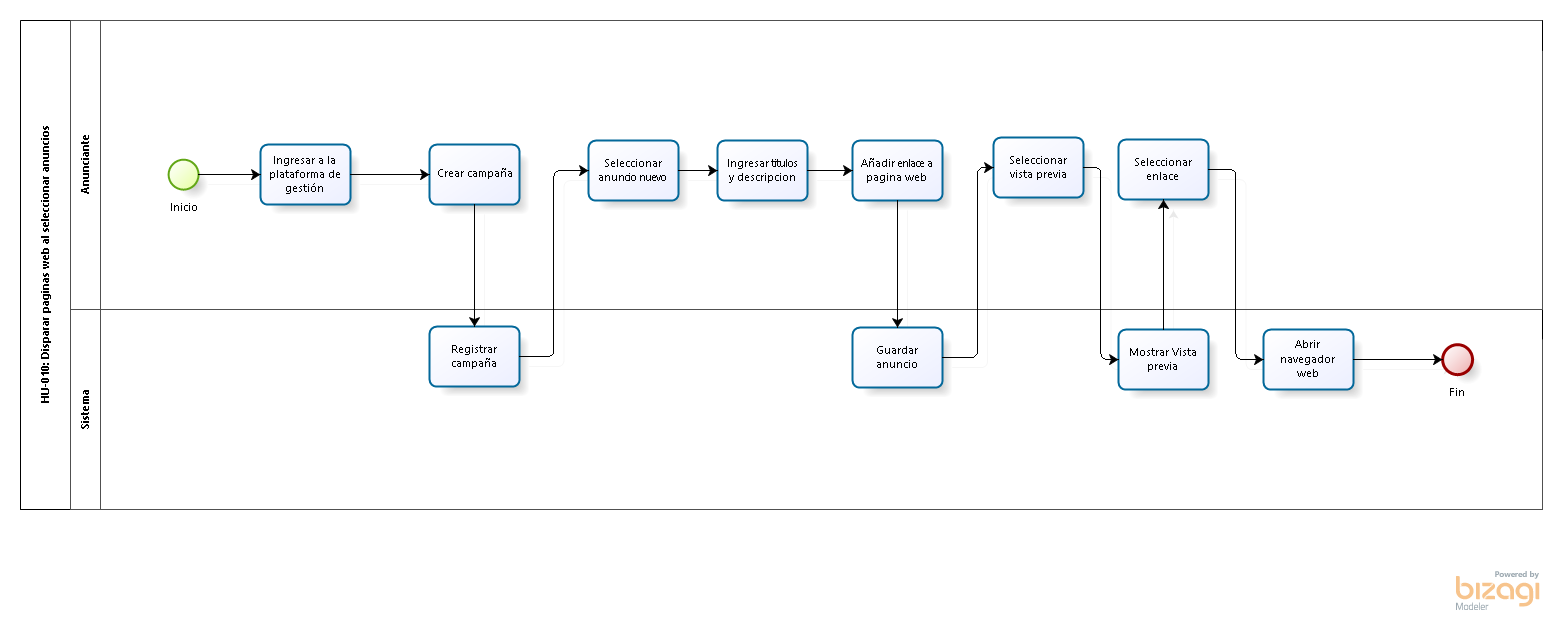 HU-010: Disparar paginas web al seleccionar anuncios
Anunciante
Inicio
Ingresar a la
plataforma de
gestión
Crear campaña
Seleccionar
anuncio nuevo
Ingresar titulos
y descripcion
Añadir enlace a
pagina web
Seleccionar
vista previa
Seleccionar
enlace
Sistema
Registrar
campaña
Guardar
anuncio
Mostrar Vista
previa
Abrir
navegador
web
Fin
Powered by
bizagi
Modeler